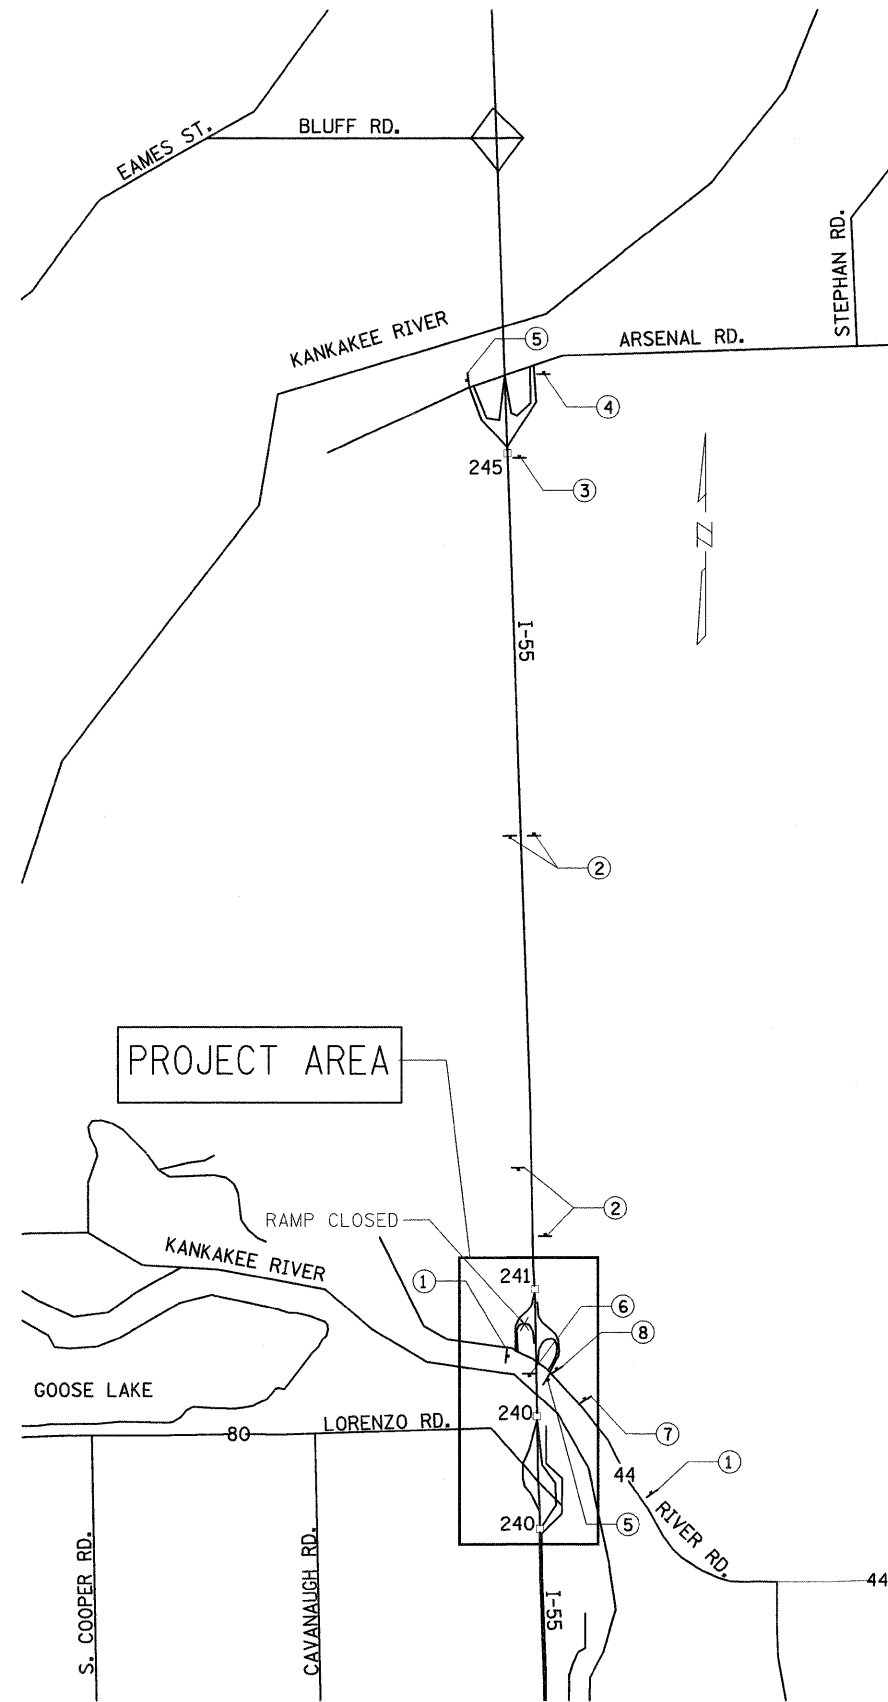 BLUFF RD.
EAMES ST.
STEPHAN RD.
KANKAKEE RIVER
5
ARSENAL RD.
4
245
3
N
I-55
2
PROJECT AREA
2
RAMP CLOSED
KANKAKEE RIVER
1
241
6
8
GOOSE LAKE
240
LORENZO RD.
80
7
44
1
240
5
RIVER RD.
44
S. COOPER RD.
CAVANAUGH RD.
I-55